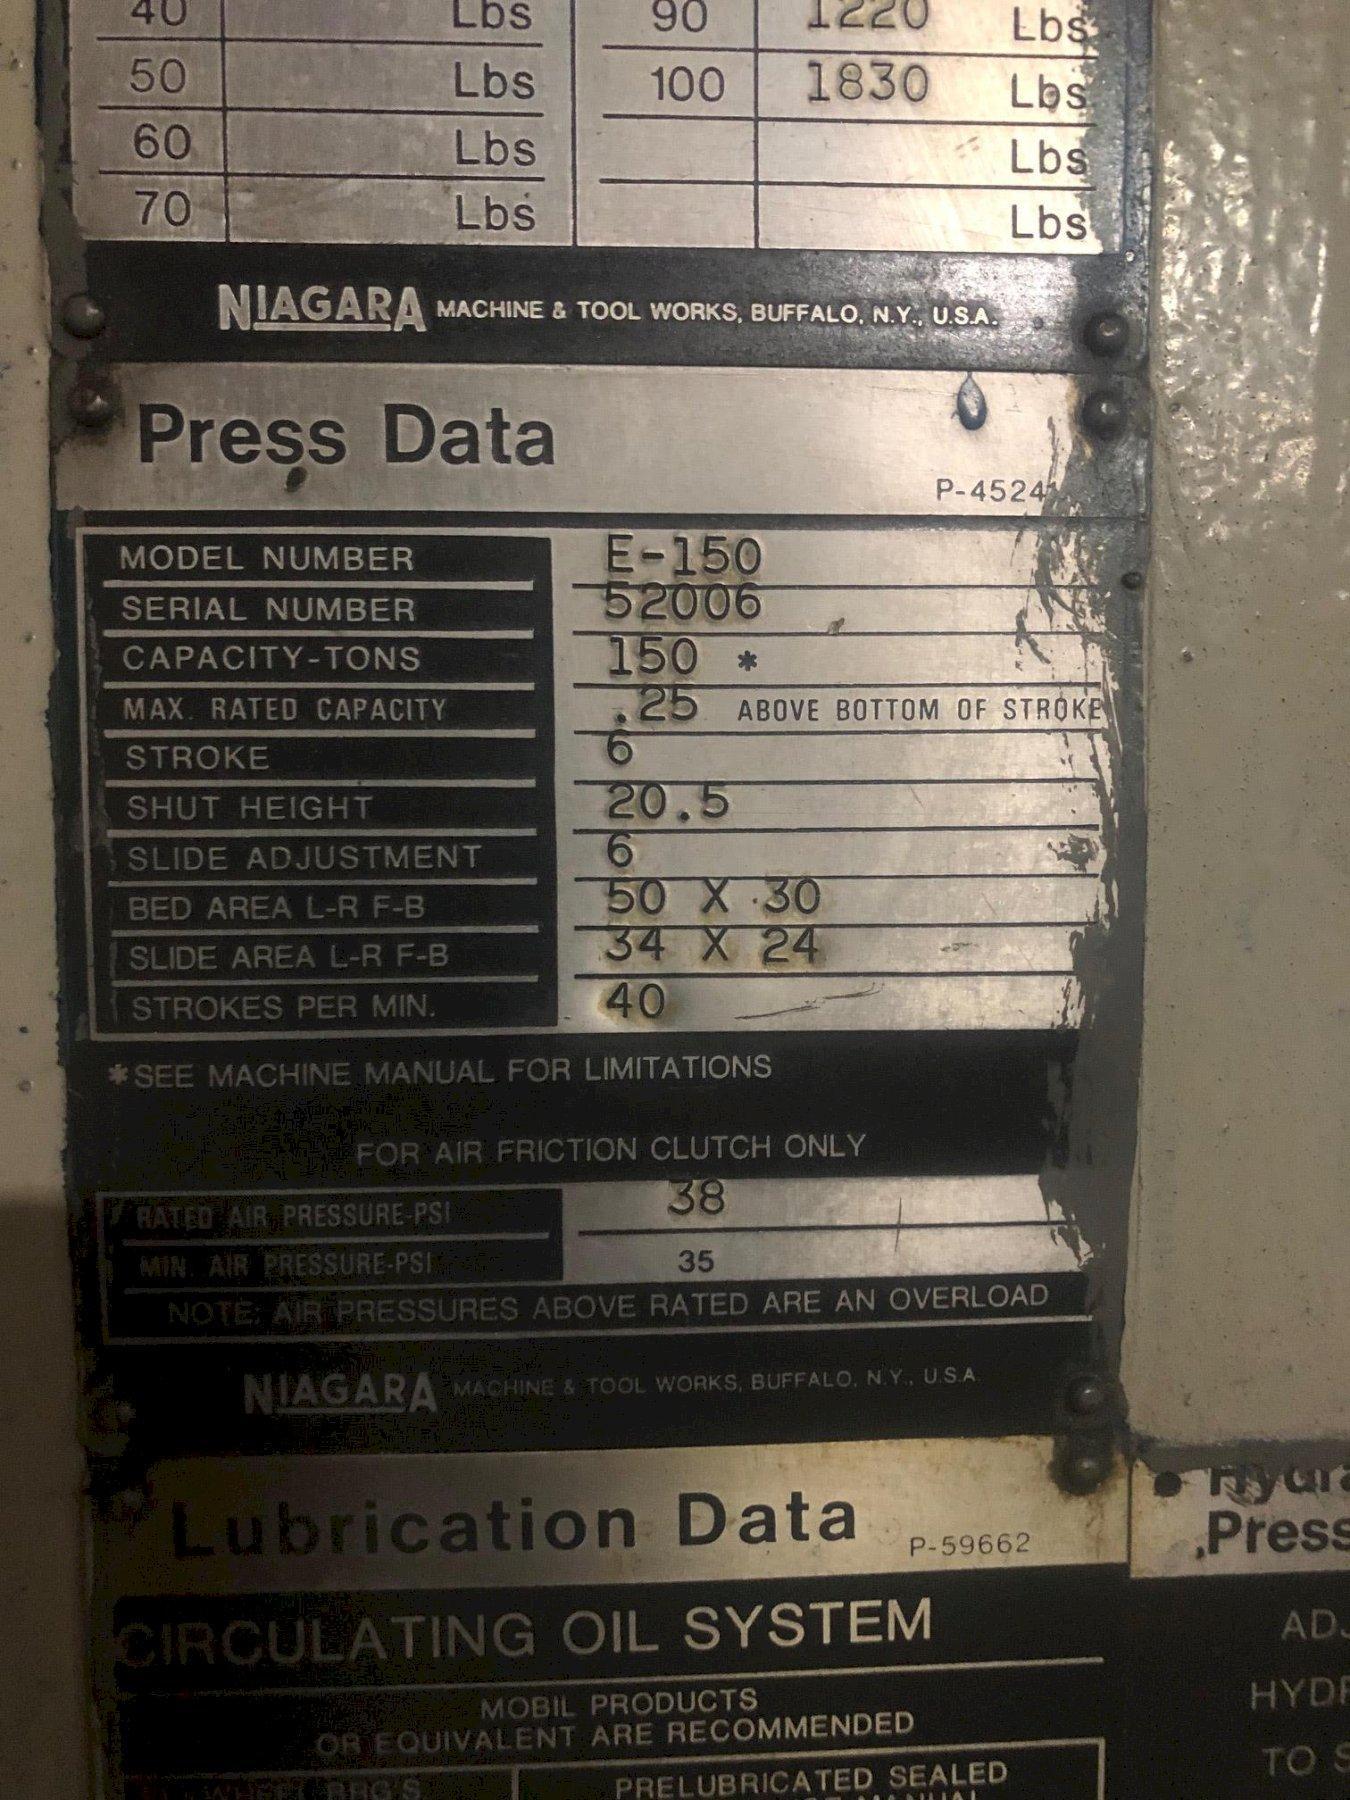 40 Lbs 90 1220 Lbs
50 Lbs 100 1830 Lbs
60 Lbs Lbs
70 Lbs Lbs
NIAGARA MACHINE & TOOL WORKS, BUFFALO, N.Y., U.S.A.
Press Data
P-4524
MODEL NUMBER E-150
SERIAL NUMBER 52006
CAPACITY-TONS 150 *
MAX. RATED CAPACITY .25 ABOVE BOTTOM OF STROKE
STROKE 6
SHUT HEIGHT 20.5
SLIDE ADJUSTMENT 6
BED AREA L-R F-B 50 X 30
SLIDE AREA L-R F-B 34 X 24
STROKES PER MIN. 40
*SEE MACHINE MANUAL FOR LIMITATIONS
FOR AIR FRICTION CLUTCH ONLY
RATED AIR PRESSURE-PSI 38
MIN. AIR PRESSURE-PSI 35
NOTE: AIR PRESSURES ABOVE RATED ARE AN OVERLOAD
NIAGARA MACHINE & TOOL WORKS, BUFFALO, N.Y., U.S.A
Lubrication Data P-59662
CIRCULATING OIL SYSTEM
MOBIL PRODUCTS
OR EQUIVALENT ARE RECOMMENDED
WHEEL BRG'S PRELUBRICATED SEALED
MANUAL
• Hydra
Press
ADJ
HYDR
TO S